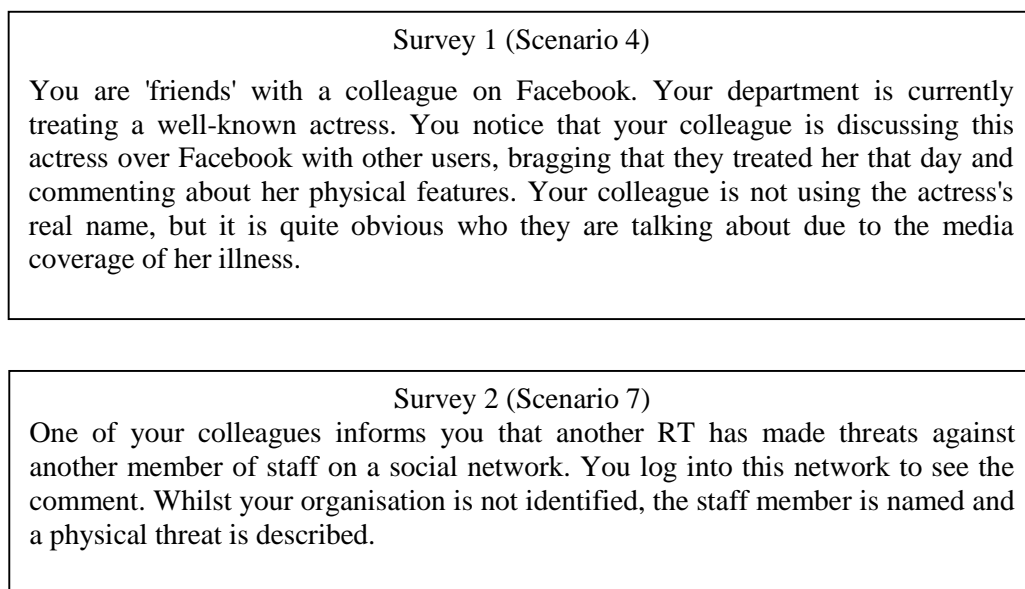 Survey 1 (Scenario 4)
You are 'friends' with a colleague on Facebook. Your department is currently
treating a well-known actress. You notice that your colleague is discussing this
actress over Facebook with other users, bragging that they treated her that day and
commenting about her physical features. Your colleague is not using the actress's
real name, but it is quite obvious who they are talking about due to the media
coverage of her illness.
Survey 2 (Scenario 7)
One of your colleagues informs you that another RT has made threats against
another member of staff on a social network. You log into this network to see the
comment. Whilst your organisation is not identified, the staff member is named and
a physical threat is described.